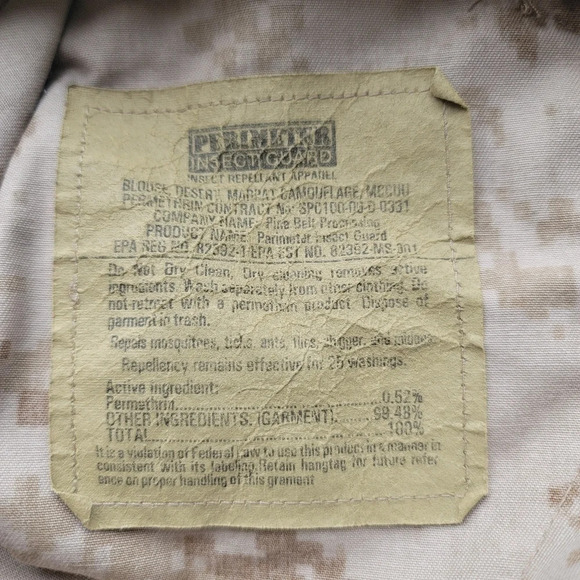 PERIMETER
INSECT GUARD
INSECT REPELLANT APPAREL
BLOUSE, DESERT MARPAT CAMOUFLAGE/MCCUU
PERMETHRIN CONTRACT No. SPO100-03-D-0331
COMPANY NAME: Pine Belt Processing
PRODUCT NAME: Perimeter Insect Guard
EPA REG NO. 82392-1/EPA EST NO. 82392-MS-001
Do Not Dry Clean, Dry cleaning removes active
ingredients. Wash separately from other clothing. Do
not-retreat with a permethrin product. Dispose of
garment in trash.
Repels mosquitoes, ticks, ants, flies, chigger, and midges.
Repellency remains effective for 25 washings.
Active ingredient:
Permethrin 0.52%
OTHER INGREDIENTS. (GARMENT) 99.48%
TOTAL 100%
It is a violation of Federal Law to use this product in a manner at
consistent with its labeling. Retain hangtag for future refer
ence on proper handling of this grament